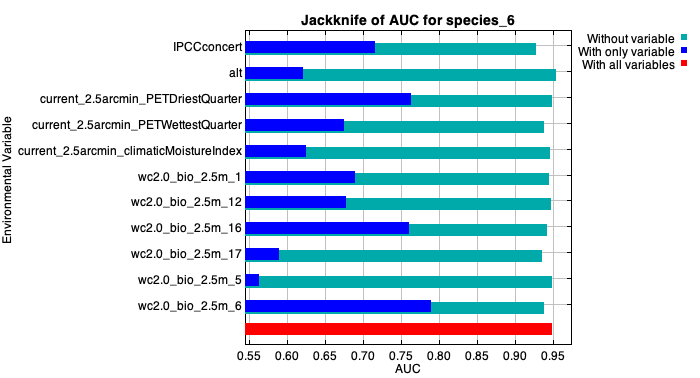 Jackknife of AUC for species_6
Without variable
With only variable
With all variables
Environmental Variable
IPCCconcert
alt
current_2.5arcmin_PETDriestQuarter
current_2.5arcmin_PETWettestQuarter
current_2.5arcmin_climaticMoistureIndex
wc2.0_bio_2.5m_1
wc2.0_bio_2.5m_12
wc2.0_bio_2.5m_16
wc2.0_bio_2.5m_17
wc2.0_bio_2.5m_5
wc2.0_bio_2.5m_6
0.55 0.60 0.65 0.70 0.75 0.80 0.85 0.90 0.95
AUC